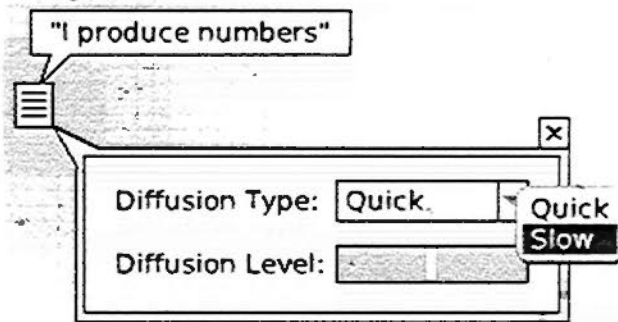 "I produce numbers"
Diffusion Type: Quick
Quick
Slow
Diffusion Level: